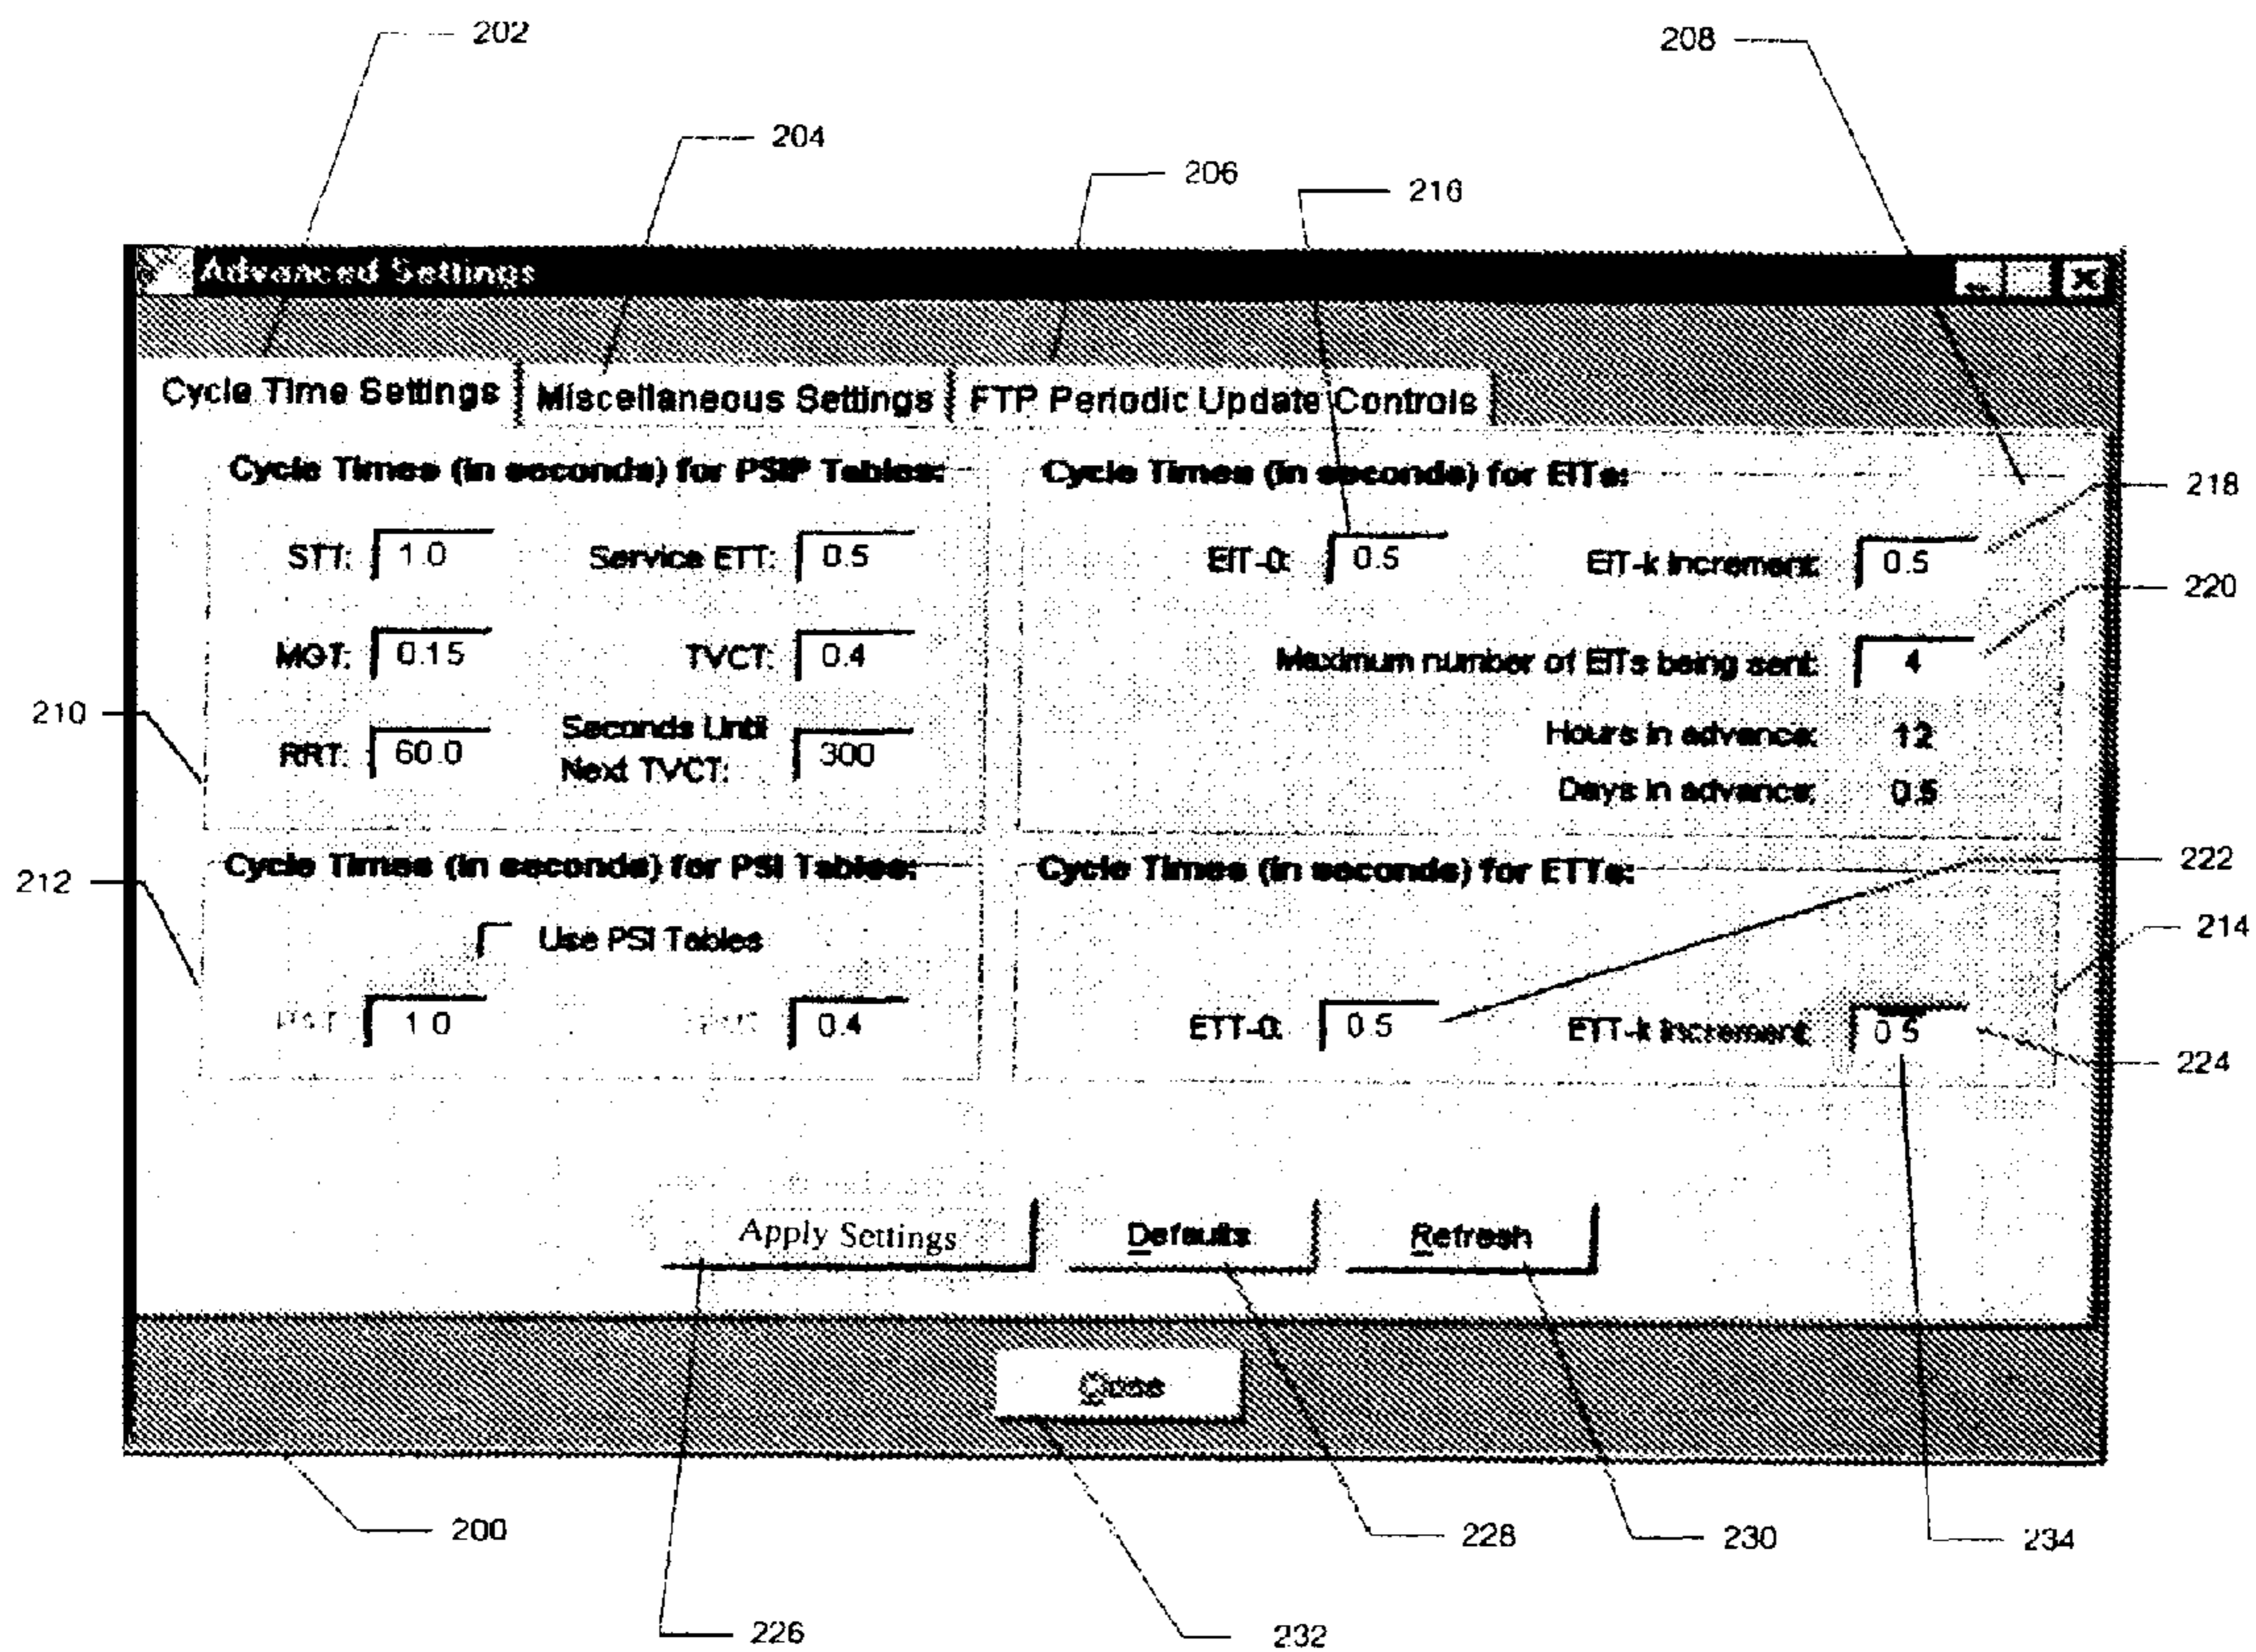 202
208
204
206
216
Advanced Settings
Cycle Time Settings
Miscellaneous Settings
FTP Periodic Update Controls
Cycle Times (in seconds) for PSIP Tables:
STT: 1.0
Service ETT: 0.5
MGT: 0.15
TVCT: 0.4
RRT: 60.0
Seconds Until
Next TVCT: 300
Cycle Times (in seconds) for EITs:
EIT-0: 0.5
EIT-k Increment: 0.5
Maximum number of EITs being sent: 4
Hours in advance: 12
Days in advance: 0.5
218
220
210
212
Cycle Times (in seconds) for PSI Tables:
Use PSI Tables
1.0
0.4
Cycle Times (in seconds) for ETTs:
ETT-0: 0.5
ETT-k Increment: 0.5
222
214
224
Apply Settings
Defaults
Refresh
Close
200
228
230
234
226
232